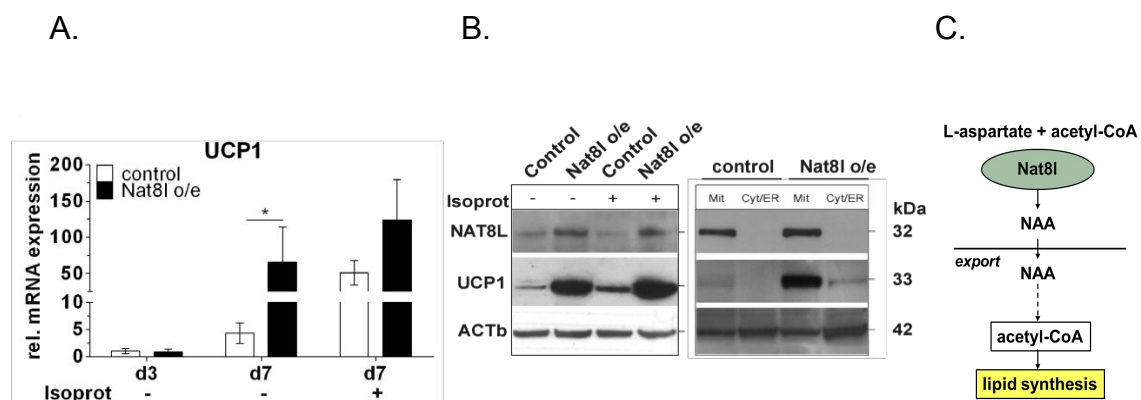 A.
B.
C.
UCP1
control
Nat8l o/e
rel. mRNA expression
200
150
100
50
10
5
0
*
d3 d7 d7
Isoprot - - +
Control Nat8l o/e Control Nat8l o/e
Isoprot - - + +
NAT8L
UCP1
ACTb
control Nat8l o/e
Mit Cyt/ER Mit Cyt/ER
kDa
32
33
42
L-aspartate + acetyl-CoA
Nat8l
NAA
export
NAA
acetyl-CoA
lipid synthesis